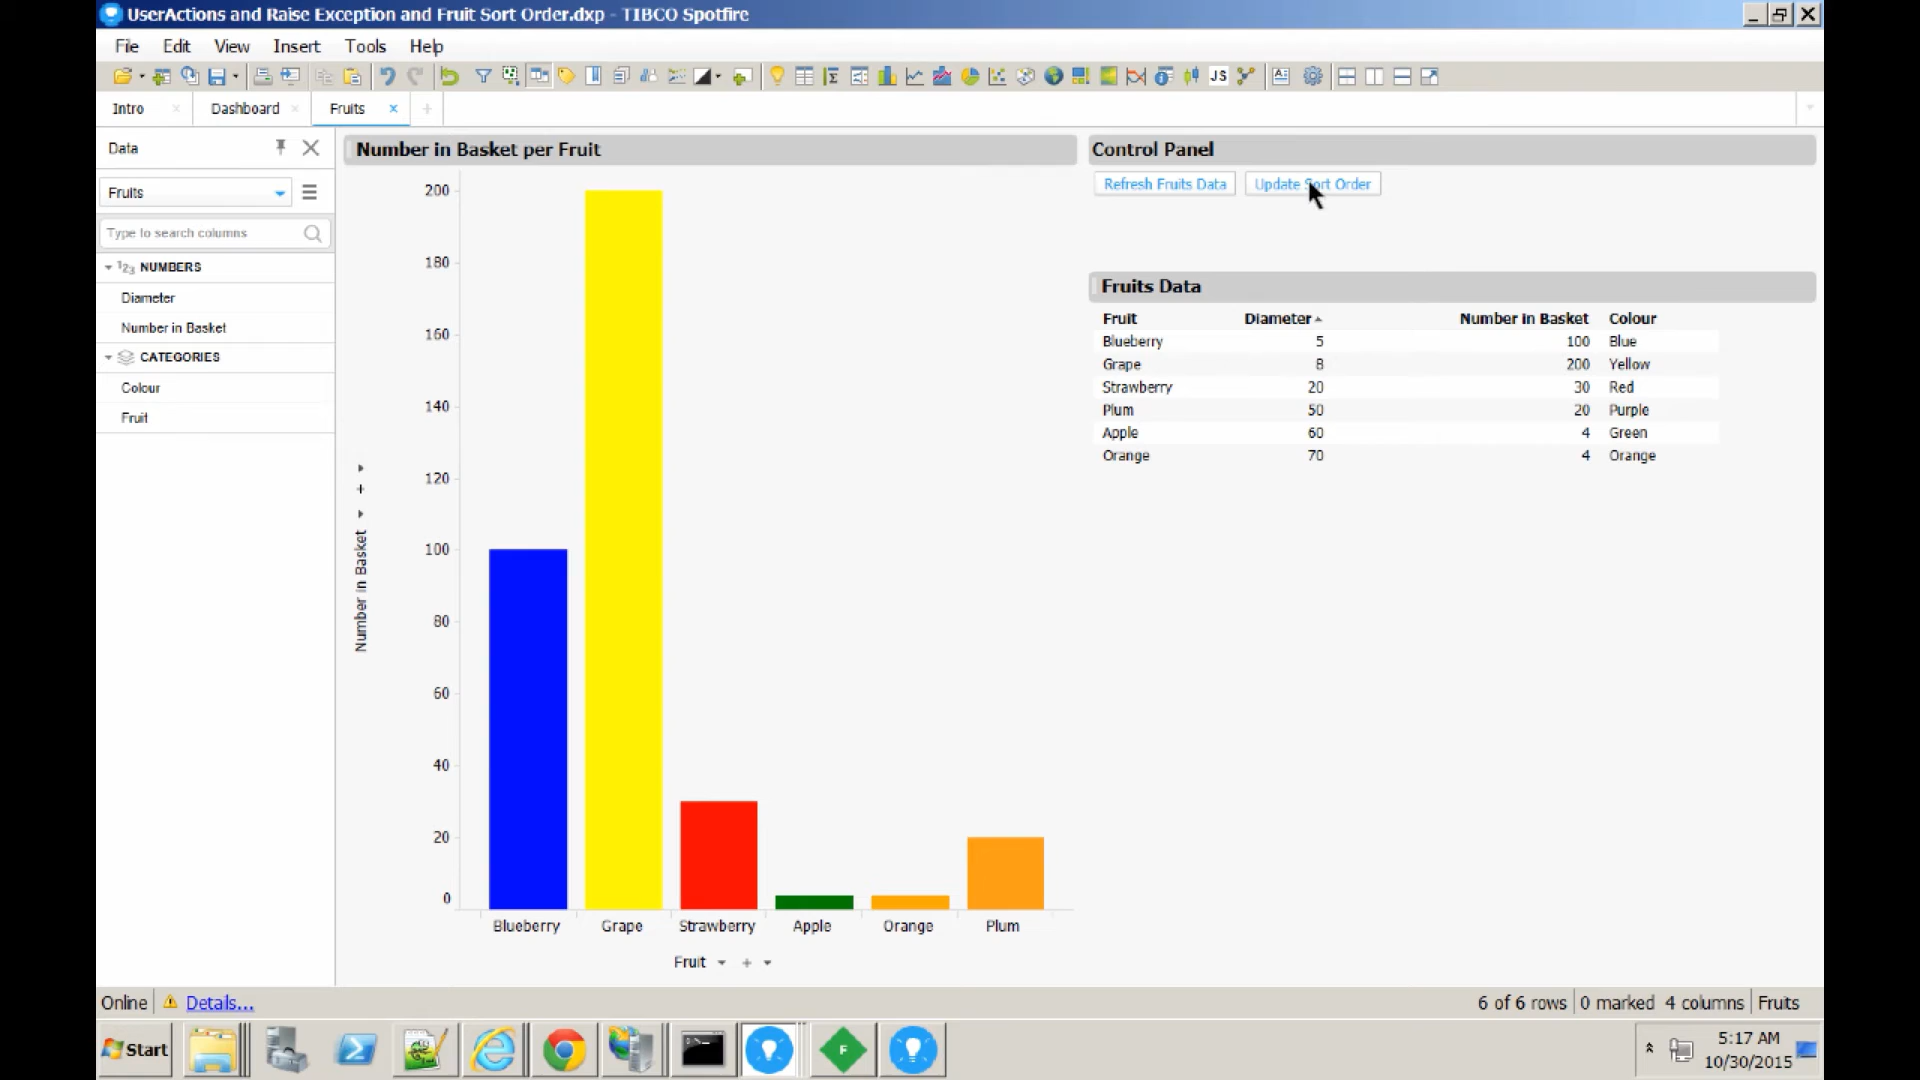 UserActions and Raise Exception and Fruit Sort Order.dxp - TIBCO Spotfire
File Edit View Insert Tools Help
JS
Intro Dashboard Fruits
Data
Fruits
Type to search columns
123 NUMBERS
Diameter
Number in Basket
CATEGORIES
Colour
Fruit
Number in Basket per Fruit
200
180
160
140
120
100
80
60
40
20
0
Number in Basket
Blueberry Grape Strawberry Apple Orange Plum
Fruit
Control Panel
Refresh Fruits Data Update Sort Order
Fruits Data
Fruit Diameter Number in Basket Colour
Blueberry 5 100 Blue
Grape 8 200 Yellow
Strawberry 20 30 Red
Plum 50 20 Purple
Apple 60 4 Green
Orange 70 4 Orange
Online Details... 6 of 6 rows 0 marked 4 columns Fruits
Start F 5:17 AM
10/30/2015